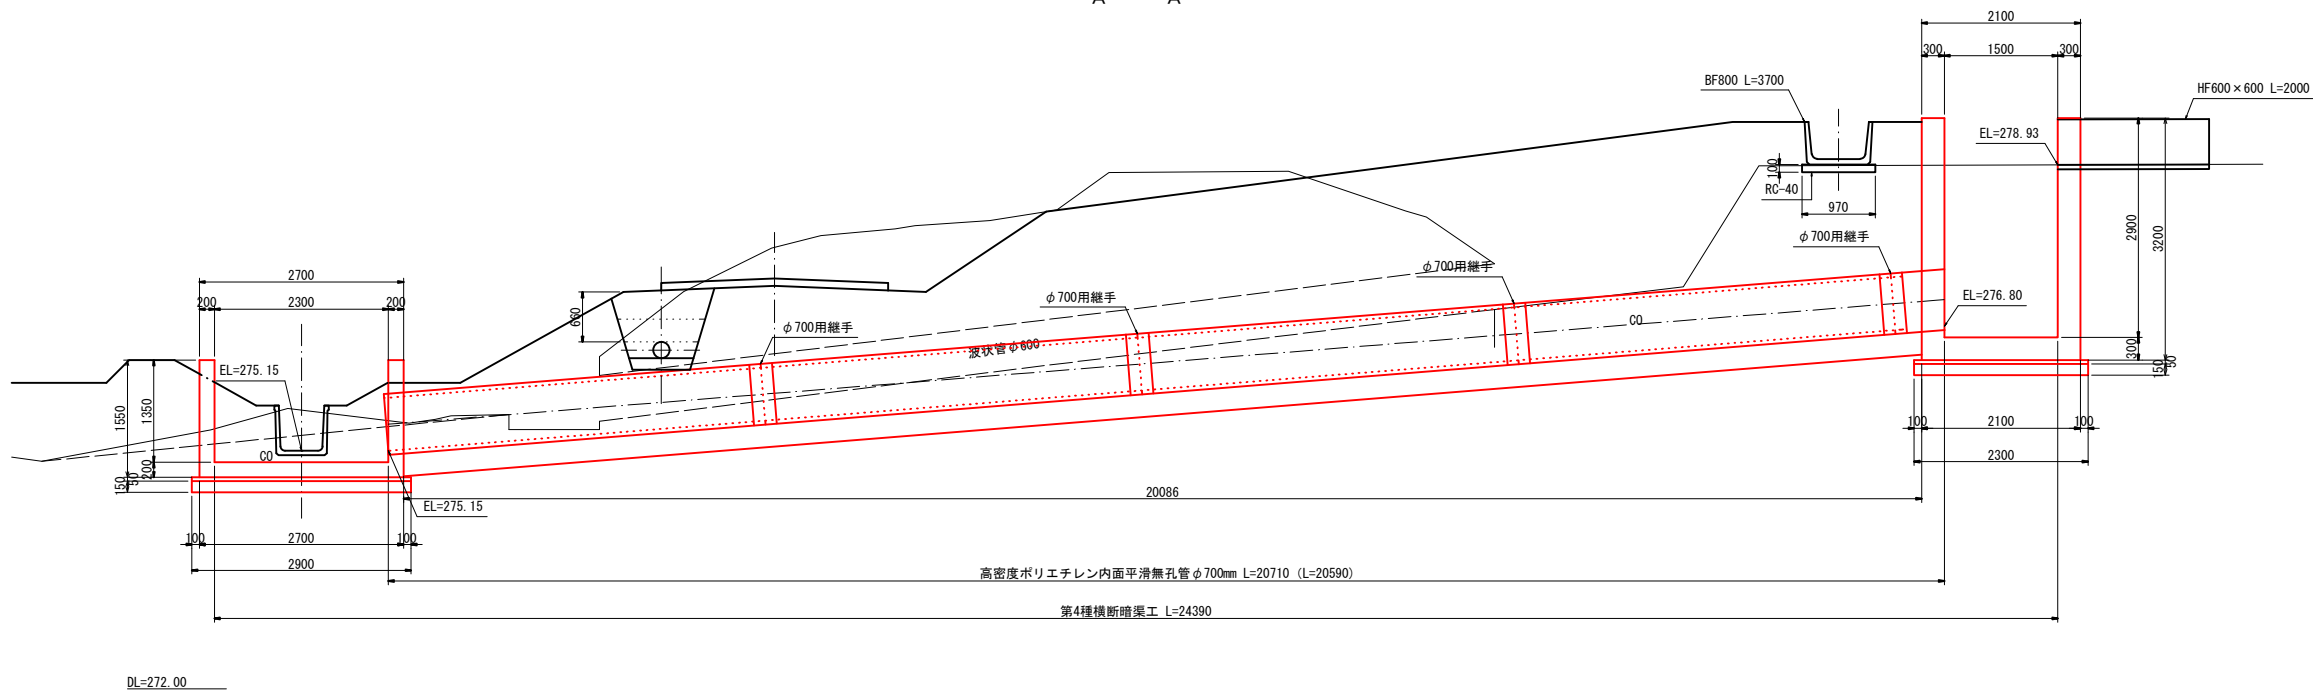 A A
2100
300 1500 300
BF800 L=3700
HF600×600 L=2000
EL=278.93
100
RC-40
970
2900
3200
φ700用継手
φ700用継手
2700
200 2300 200
660
φ700用継手
φ700用継手
EL=276.80
CO
波状管φ600
EL=275.15
300
50
150
1550
1350
CO
200
50
150
100 2100 100
2300
20086
EL=275.15
100 2700 100
2900
高密度ポリエチレン内面平滑無孔管φ700mm L=20710 (L=20590)
第4種横断暗渠工 L=24390
DL=272.00